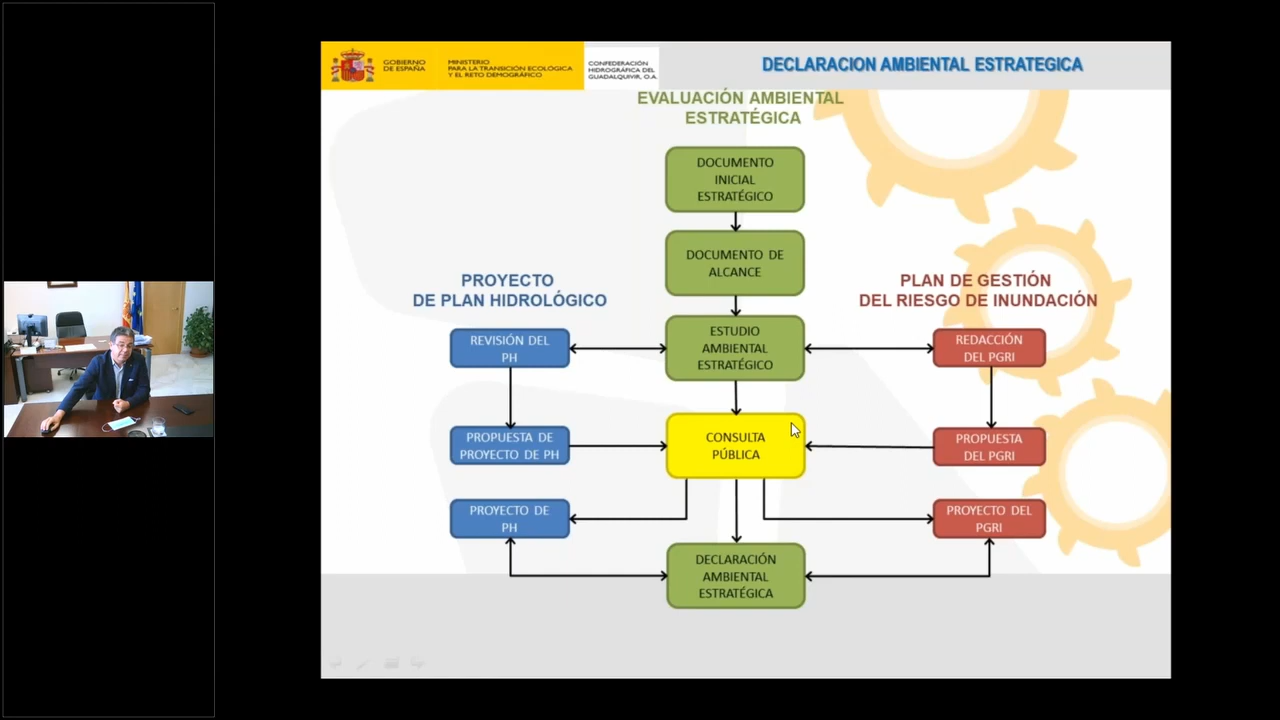 GOBIERNO
DE ESPAÑA
MINISTERIO
PARA LA TRANSICIÓN ECOLÓGICA
Y EL RETO DEMOGRÁFICO
CONFEDERACIÓN
HIDROGRÁFICA DEL
GUADALQUIVIR, O.A.
DECLARACION AMBIENTAL ESTRATEGICA
EVALUACIÓN AMBIENTAL
ESTRATÉGICA
DOCUMENTO
INICIAL
ESTRATÉGICO
DOCUMENTO DE
ALCANCE
PROYECTO
DE PLAN HIDROLÓGICO
PLAN DE GESTIÓN
DEL RIESGO DE INUNDACIÓN
REVISIÓN DEL
PH
ESTUDIO
AMBIENTAL
ESTRATÉGICO
REDACCIÓN
DEL PGRI
PROPUESTA DE
PROYECTO DE PH
CONSULTA
PÚBLICA
PROPUESTA
DEL PGRI
PROYECTO DE
PH
PROYECTO DEL
PGRI
DECLARACIÓN
AMBIENTAL
ESTRATÉGICA